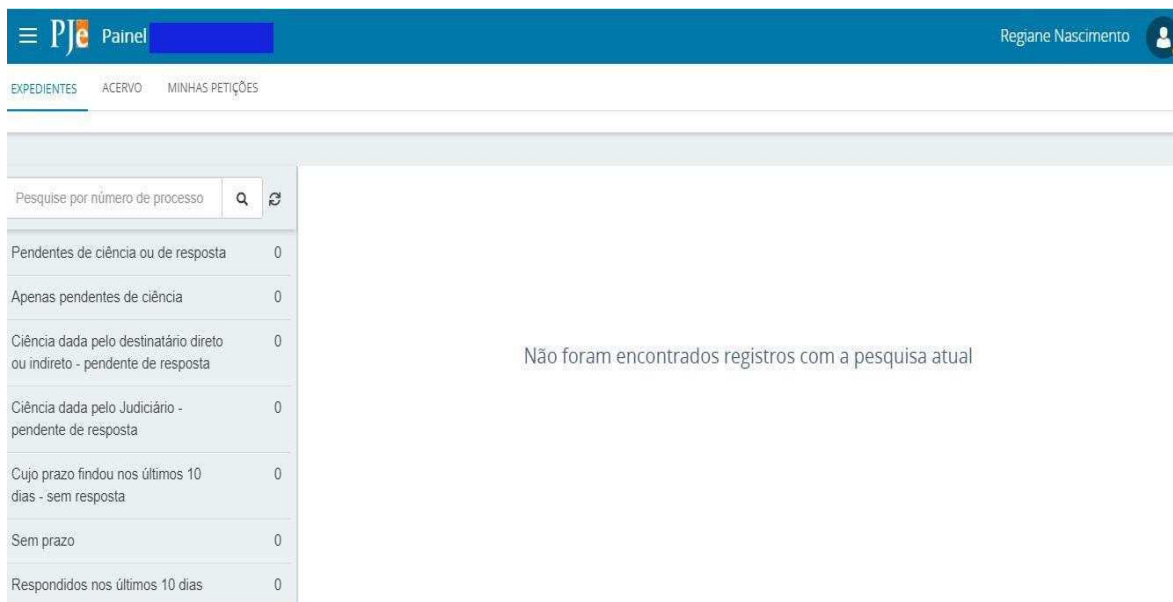 PJe Painel Regiane Nascimento
EXPEDIENTES ACERVO MINHAS PETIÇÕES
Pesquise por número de processo
Pendentes de ciência ou de resposta 0
Apenas pendentes de ciência 0
Ciência dada pelo destinatário direto 0
ou indireto - pendente de resposta
Não foram encontrados registros com a pesquisa atual
Ciência dada pelo Judiciário - 0
pendente de resposta
Cujo prazo findou nos últimos 10 0
dias - sem resposta
Sem prazo 0
Respondidos nos últimos 10 dias 0